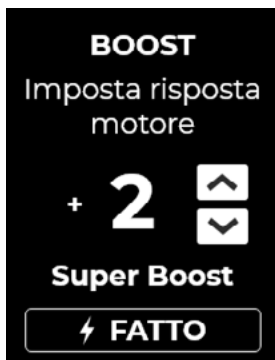 BOOST
Imposta risposta
motore
+ 2
Super Boost
FATTO